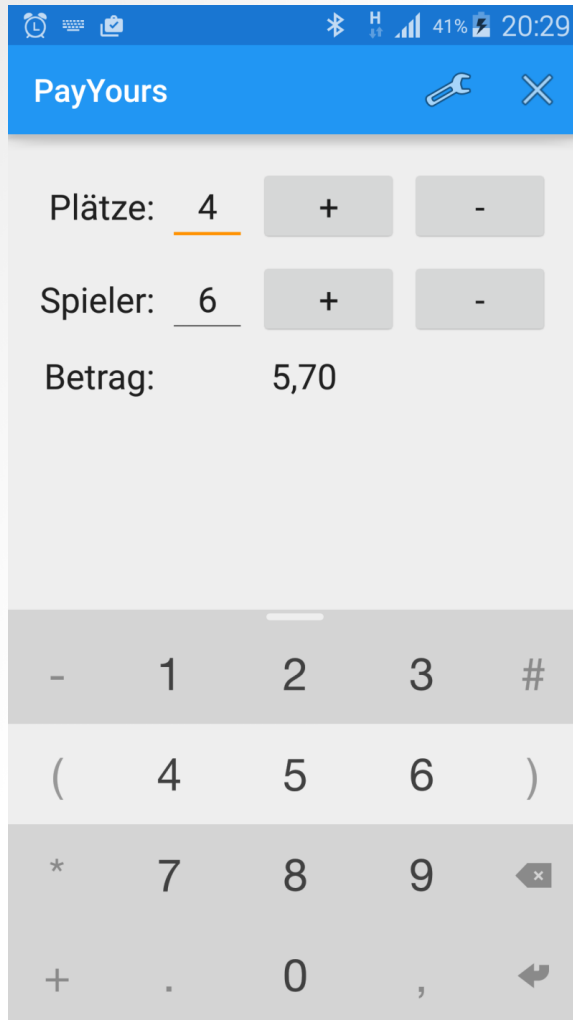 H 41% 20:29
PayYours
Plätze: 4 + -
Spieler: 6 + -
Betrag: 5,70
- 1 2 3 #
( 4 5 6 )
* 7 8 9
+ . 0 ,